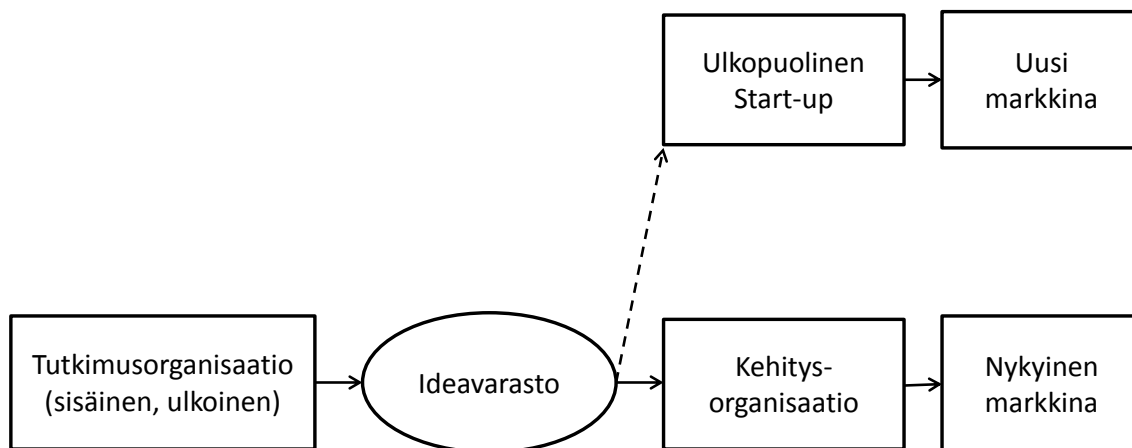 Ulkopuolinen
Start-up
Uusi
markkina
Tutkimusorganisaatio
(sisäinen, ulkoinen)
Ideavarasto
Kehitys-
organisaatio
Nykyinen
markkina